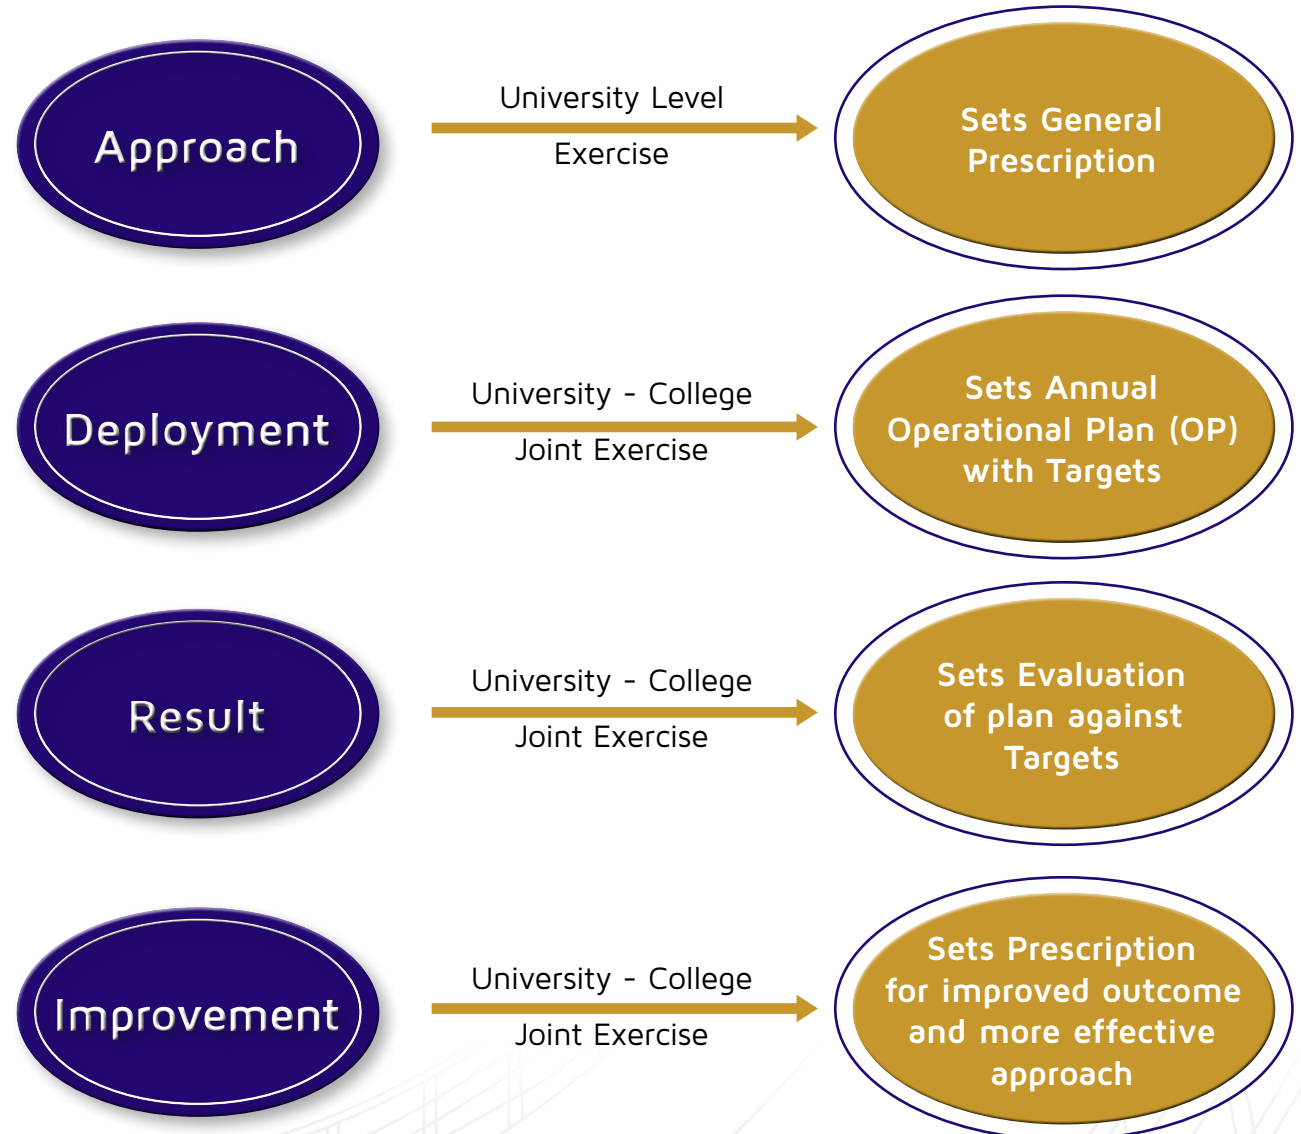 Approach
University Level
Exercise
Sets General
Prescription
Deployment
University - College
Joint Exercise
Sets Annual
Operational Plan (OP)
with Targets
Result
University - College
Joint Exercise
Sets Evaluation
of plan against
Targets
Improvement
University - College
Joint Exercise
Sets Prescription
for improved outcome
and more effective
approach